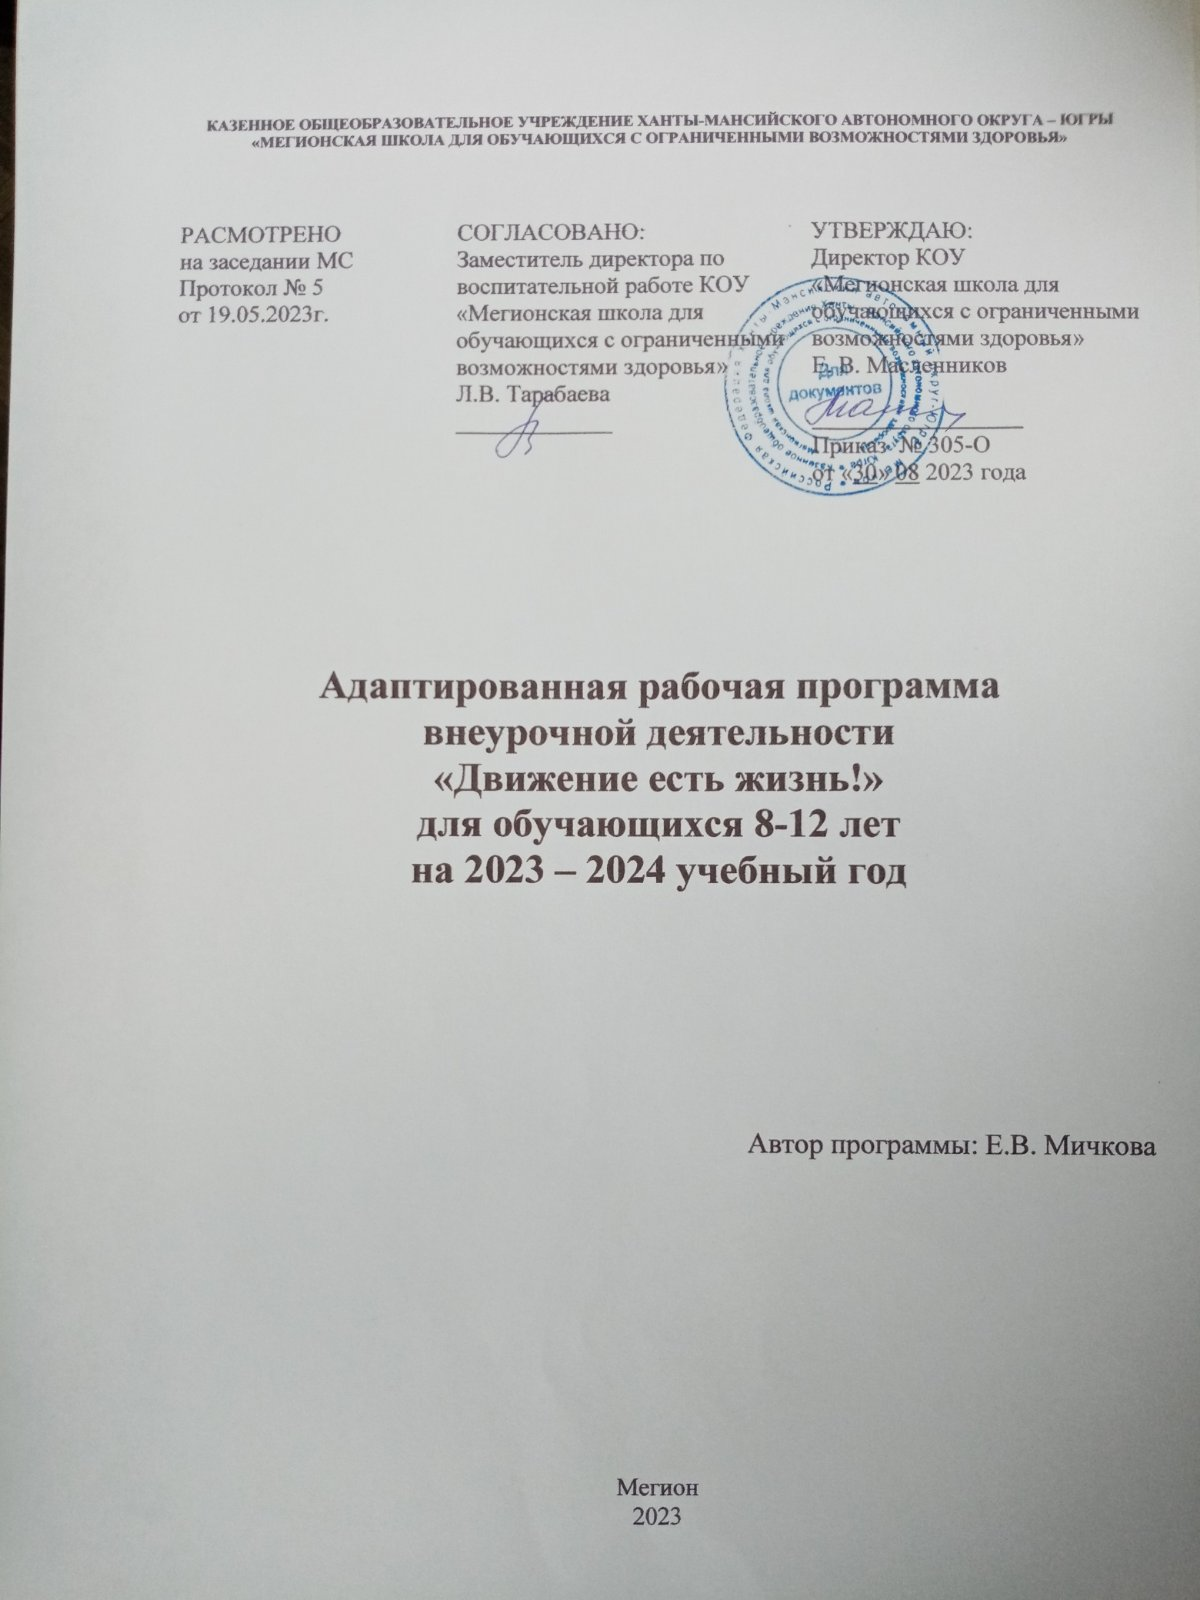 КАЗЕННОЕ ОБЩЕОБРАЗОВАТЕЛЬНОЕ УЧРЕЖДЕНИЕ ХАНТЫ-МАНСИЙСКОГО АВТОНОМНОГО ОКРУГА – ЮГРЫ
«МЕГИОНСКАЯ ШКОЛА ДЛЯ ОБУЧАЮЩИХСЯ С ОГРАНИЧЕННЫМИ ВОЗМОЖНОСТЯМИ ЗДОРОВЬЯ»
РАСМОТРЕНО
на заседании МС
Протокол № 5
от 19.05.2023г.
СОГЛАСОВАНО:
Заместитель директора по
воспитательной работе КОУ
«Мегионская школа для
обучающихся с ограниченными
возможностями здоровья»
Л.В. Тарабаева
УТВЕРЖДАЮ:
Директор КОУ
«Мегионская школа для
обучающихся с ограниченными
возможностями здоровья»
Е. В. Масленников
Приказ № 305-О
от «30» 08 2023 года
Для
документов
Адаптированная рабочая программа
внеурочной деятельности
«Движение есть жизнь!»
для обучающихся 8-12 лет
на 2023 – 2024 учебный год
Автор программы: Е.В. Мичкова
Мегион
2023